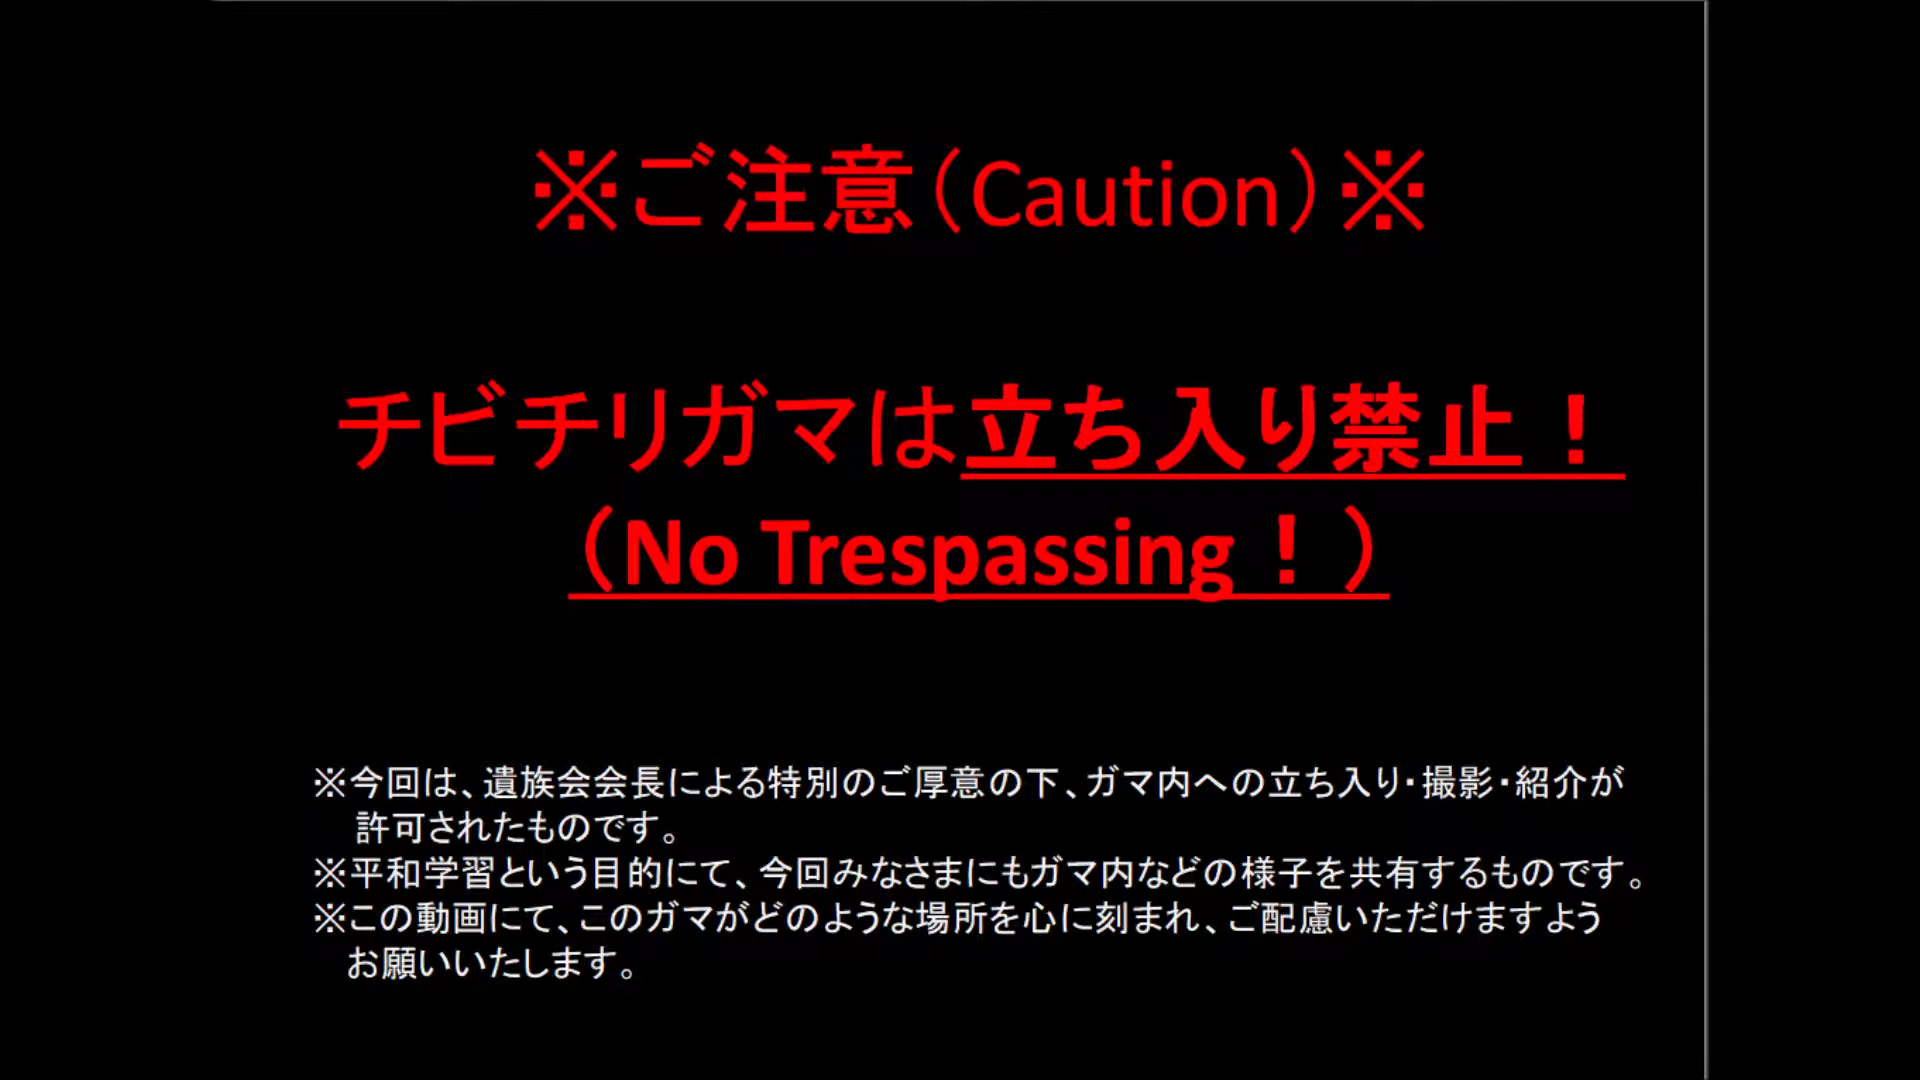 ※ご注意（Caution）※
チビチリガマは立ち入り禁止！
（No Trespassing！）
※今回は、遺族会会長による特別のご厚意の下、ガマ内への立ち入り・撮影・紹介が
許可されたものです。
※平和学習という目的にて、今回みなさまにもガマ内などの様子を共有するものです。
※この動画にて、このガマがどのような場所を心に刻まれ、ご配慮いただけますよう
お願いいたします。